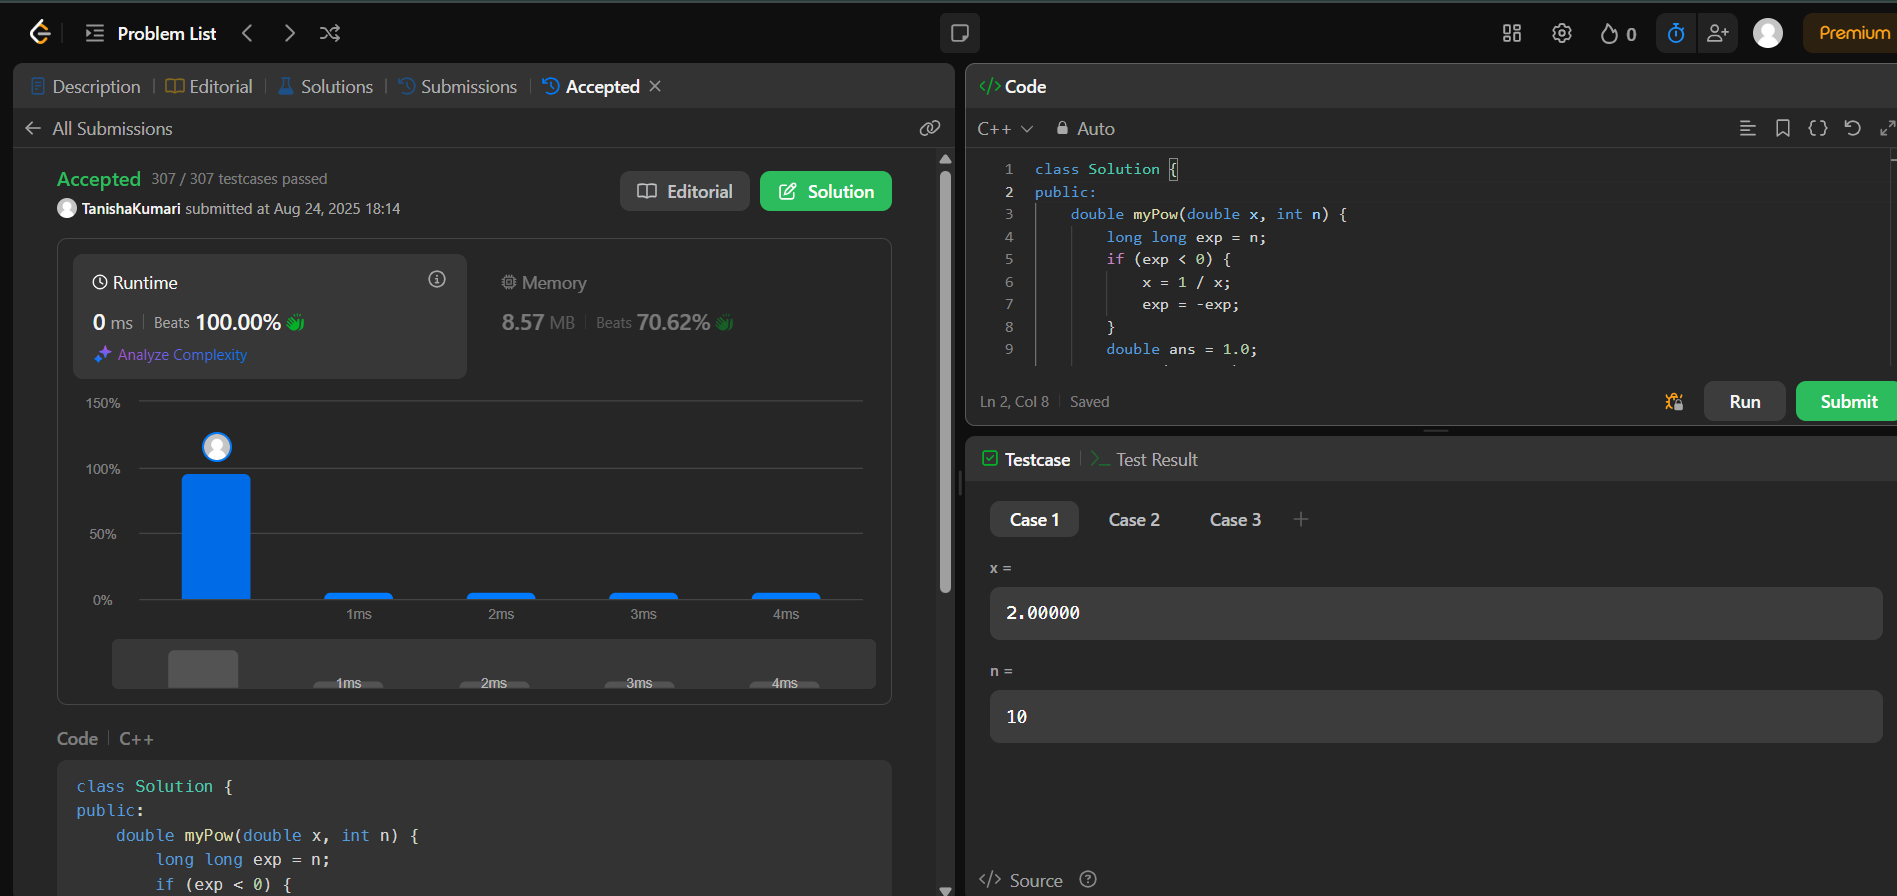 Problem List
0
Premium
Description
Editorial
Solutions
Submissions
Accepted
All Submissions
Accepted 307 / 307 testcases passed
TanishaKumari submitted at Aug 24, 2025 18:14
Editorial
Solution
Runtime
0 ms Beats 100.00%
Analyze Complexity
Memory
8.57 MB Beats 70.62%
150%
100%
50%
0%
1ms 2ms 3ms 4ms
1ms 2ms 3ms 4ms
Code C++
class Solution {
public:
double myPow(double x, int n) {
long long exp = n;
if (exp < 0) {
</> Code
C++ Auto
1 class Solution {
2 public:
3 double myPow(double x, int n) {
4 long long exp = n;
5 if (exp < 0) {
6 x = 1 / x;
7 exp = -exp;
8 }
9 double ans = 1.0;
Ln 2, Col 8 Saved
Run
Submit
Testcase
>_ Test Result
Case 1 Case 2 Case 3 +
x =
2.00000
n =
10
</> Source